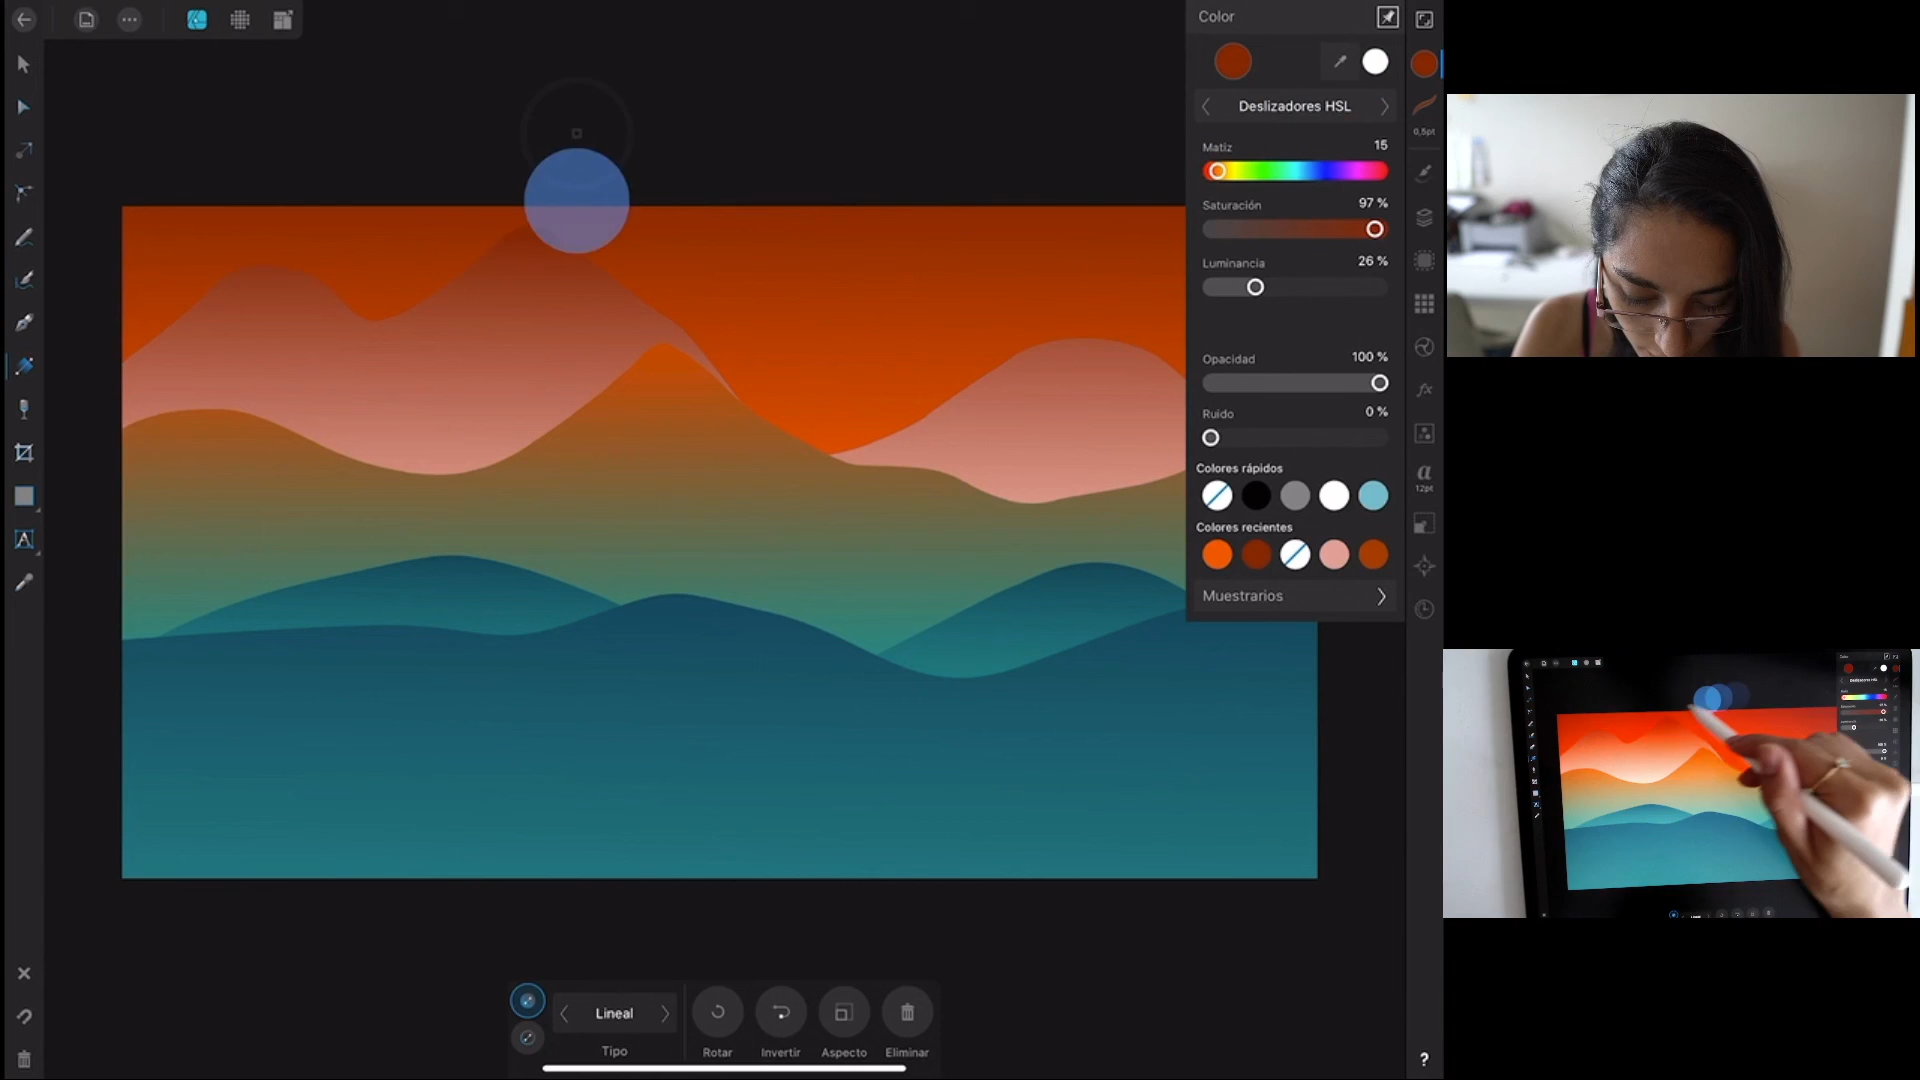 Color
Deslizadores HSL
Matiz 15
Saturación 97 %
0,5pt
Luminancia 26 %
Opacidad 100 %
Ruido 0 %
Colores rápidos
a
12pt
Colores recientes
Muestrarios
A
fx
Lineal
Tipo Rotar Invertir Aspecto Eliminar
?